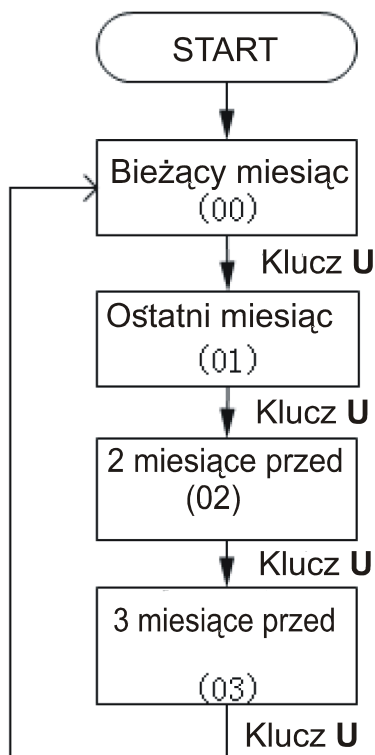 START
Bieżący miesiąc
(00)
Klucz U
Ostatni miesiąc
(01)
Klucz U
2 miesiące przed
(02)
Klucz U
3 miesiące przed
(03)
Klucz U